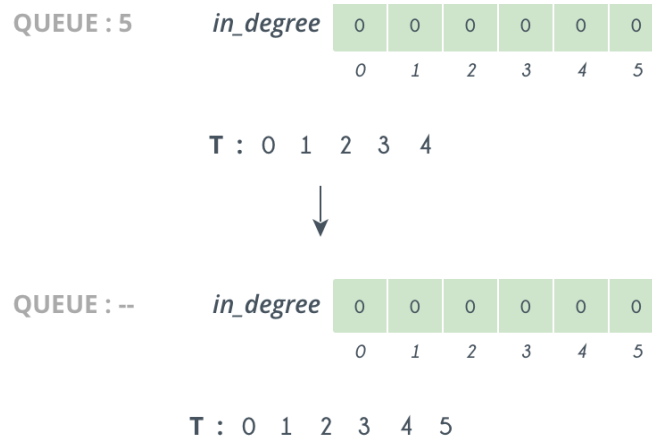 QUEUE : 5 in_degree 0 0 0 0 0 0
0 1 2 3 4 5
T : 0 1 2 3 4
QUEUE : -- in_degree 0 0 0 0 0 0
0 1 2 3 4 5
T : 0 1 2 3 4 5